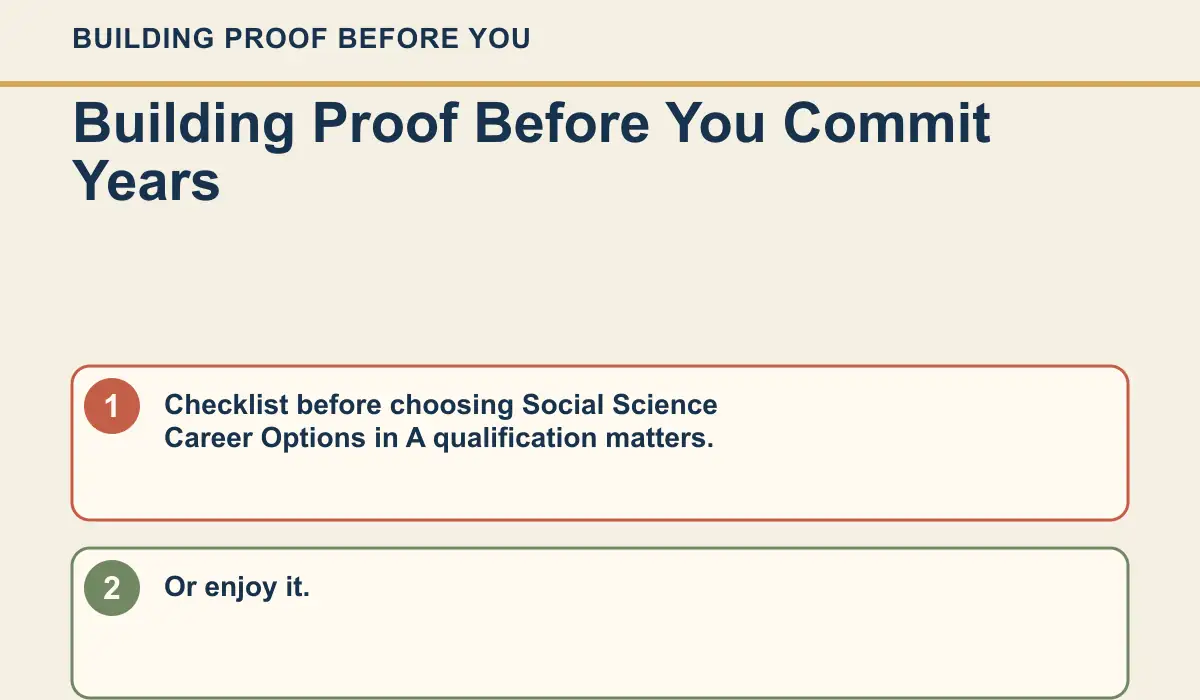 BUILDING PROOF BEFORE YOU
Building Proof Before You Commit
Years
1
Checklist before choosing Social Science
Career Options in A qualification matters.
2
Or enjoy it.